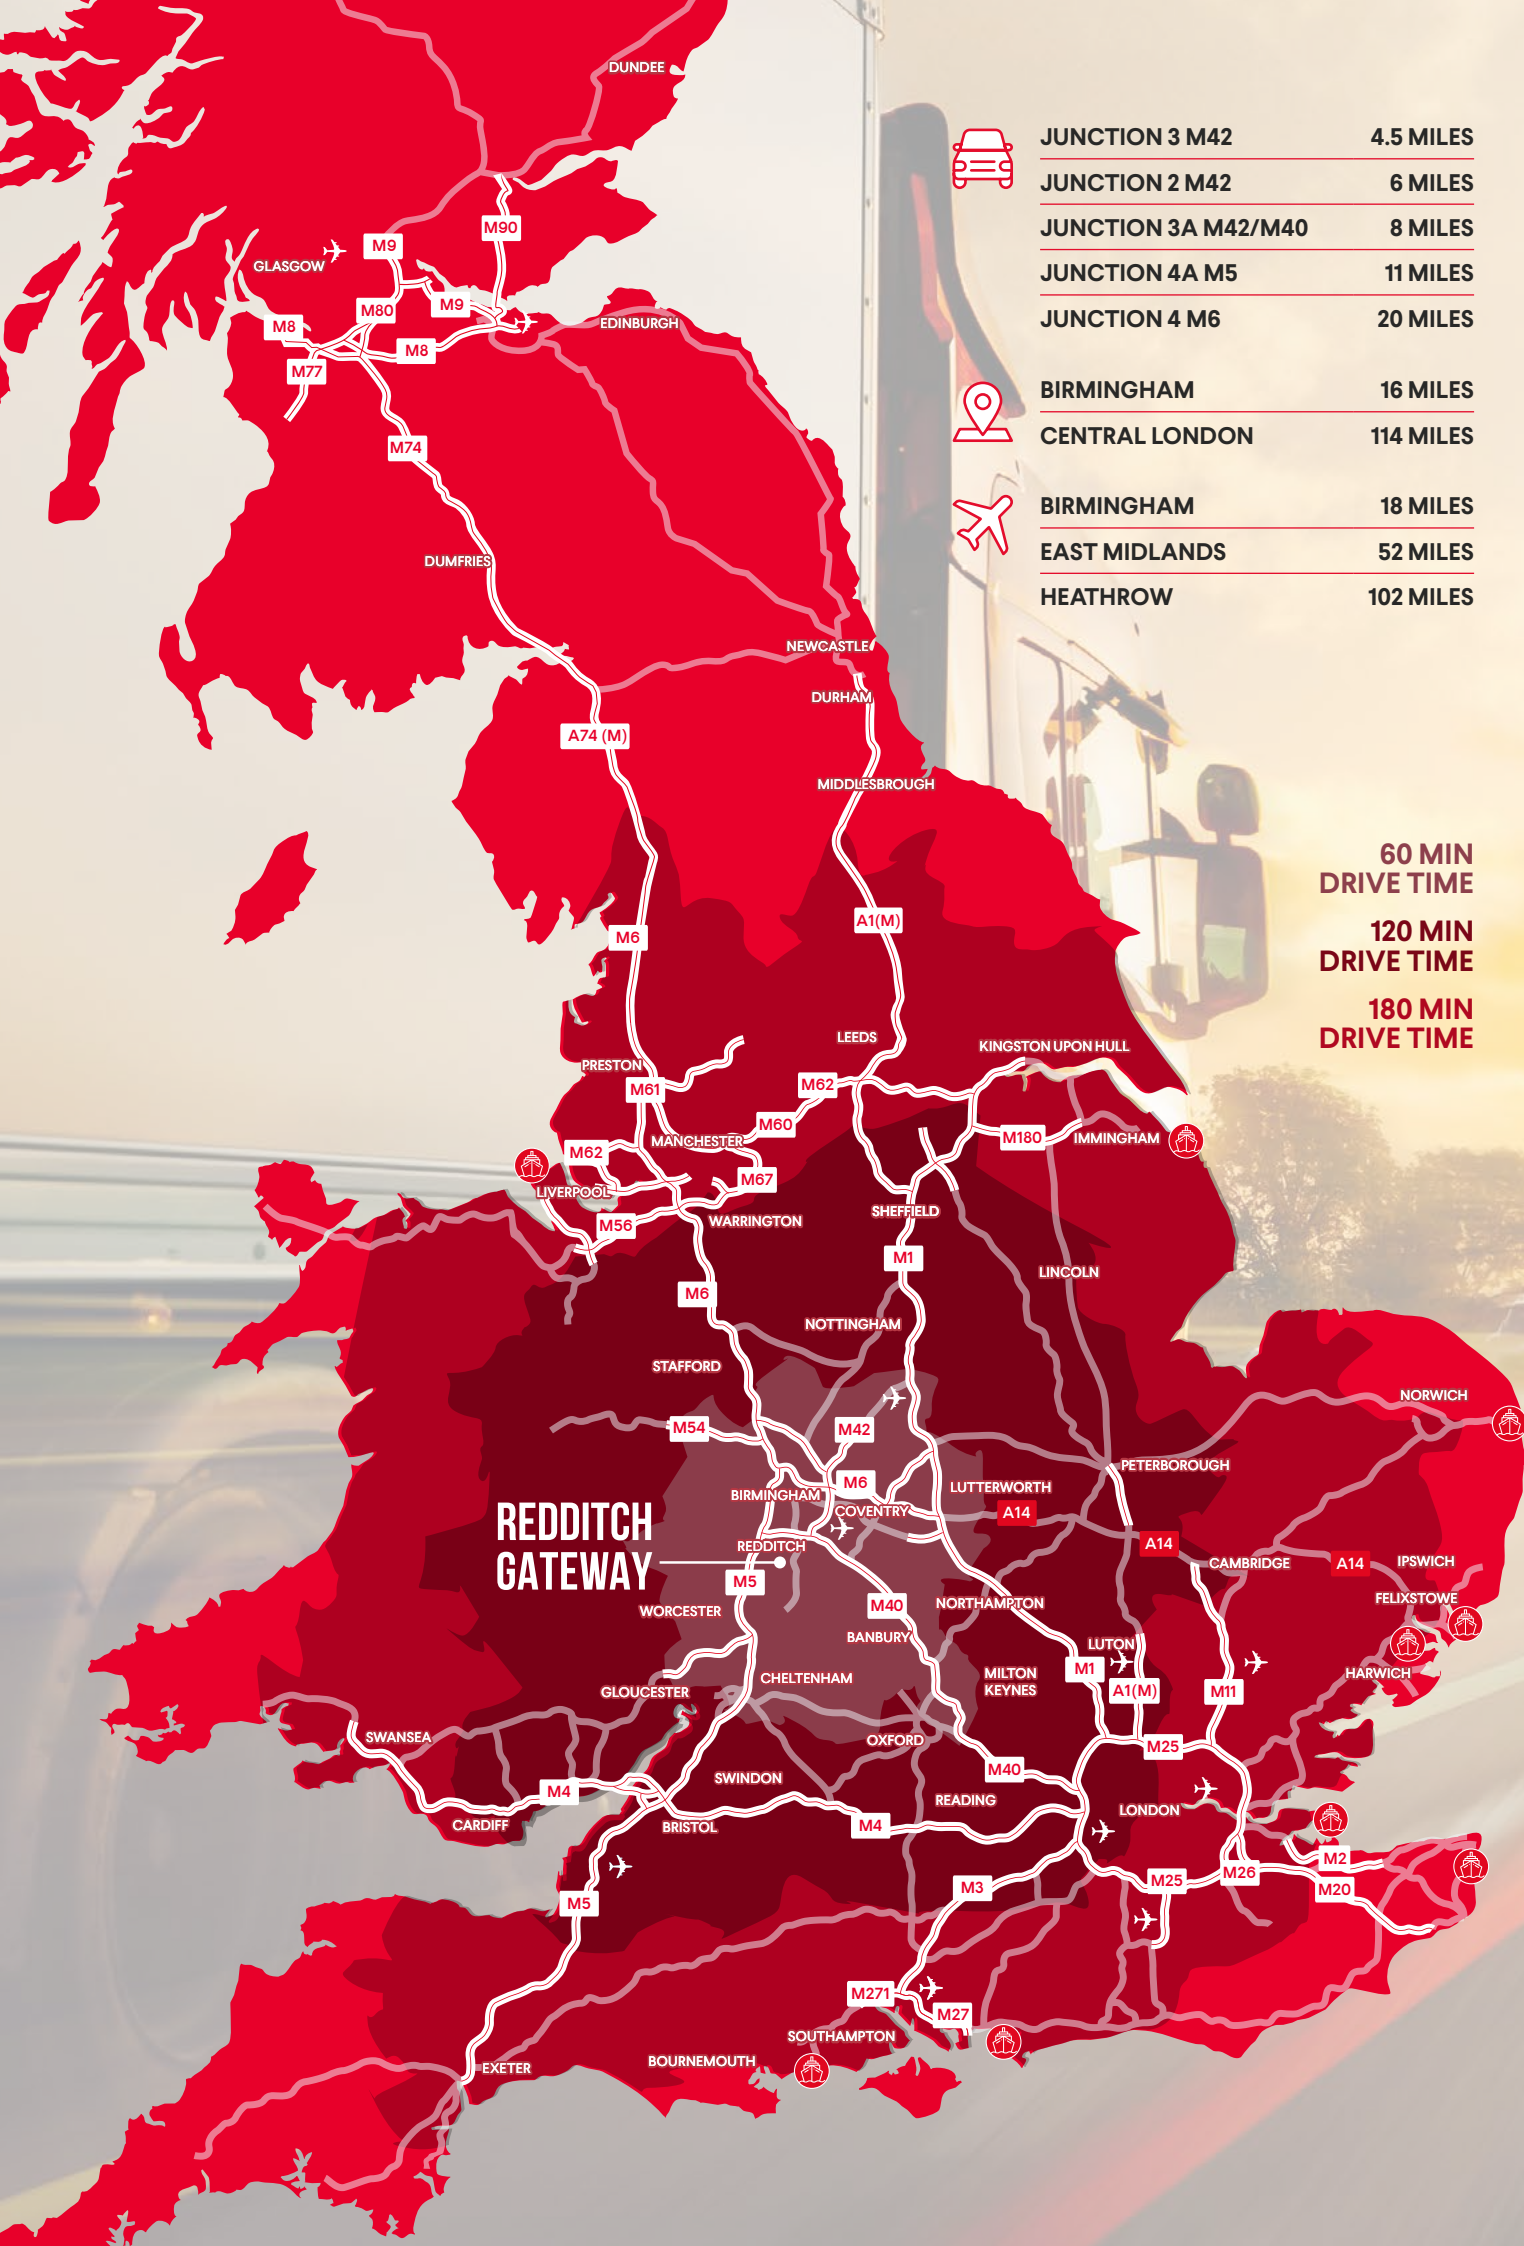 JUNCTION 3 M42 4.5 MILES
JUNCTION 2 M42 6 MILES
JUNCTION 3A M42/M40 8 MILES
JUNCTION 4A M5 11 MILES
JUNCTION 4 M6 20 MILES
BIRMINGHAM 16 MILES
CENTRAL LONDON 114 MILES
BIRMINGHAM 18 MILES
EAST MIDLANDS 52 MILES
HEATHROW 102 MILES
60 MIN
DRIVE TIME
120 MIN
DRIVE TIME
180 MIN
DRIVE TIME
DUNDEE
M90
M9
GLASGOW
M9
M80
EDINBURGH
M8
M8
M77
M74
DUMFRIES
NEWCASTLE
DURHAM
A74 (M)
MIDDLESBROUGH
A1(M)
M6
LEEDS
KINGSTON UPON HULL
PRESTON
M61
M62
M60
M180
IMMINGHAM
MANCHESTER
M62
M67
LIVERPOOL
SHEFFIELD
WARRINGTON
M56
M1
LINCOLN
M6
NOTTINGHAM
STAFFORD
NORWICH
M54
M42
PETERBOROUGH
M6
LUTTERWORTH
BIRMINGHAM
COVENTRY
A14
REDDITCH
GATEWAY
REDDITCH
A14
CAMBRIDGE
A14
IPSWICH
M5
FELIXSTOWE
WORCESTER
M40
NORTHAMPTON
BANBURY
LUTON
M1
HARWICH
CHELTENHAM
MILTON
KEYNES
GLOUCESTER
A1(M)
M11
SWANSEA
OXFORD
M25
M40
SWINDON
M4
READING
LONDON
CARDIFF
BRISTOL
M4
M2
M26
M25
M3
M20
M5
M271
M27
SOUTHAMPTON
BOURNEMOUTH
EXETER